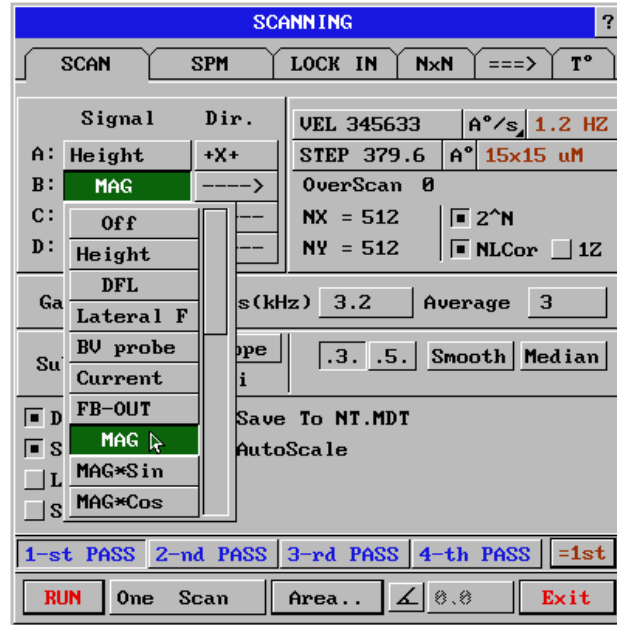 SCANNING ?
SCAN SPM LOCK IN NxN ===> T°
Signal Dir.
A: Height +X+
B: MAG ---->
C:
D:
VEL 345633 A°/s 1.2 HZ
STEP 379.6 A° 15x15 uM
OverScan 0
NX = 512 2^N
NY = 512 NLCor 1Z
Off
Height
DFL
Lateral F
BV probe
Current
FB-OUT
MAG
MAG*Sin
MAG*Cos
Ga s(kHz) 3.2 Average 3
Su ope .3. .5. Smooth Median
i
D Save To NT.MDT
S AutoScale
L
S
1-st PASS 2-nd PASS 3-rd PASS 4-th PASS =1st
RUN One Scan Area.. 0.0 Exit